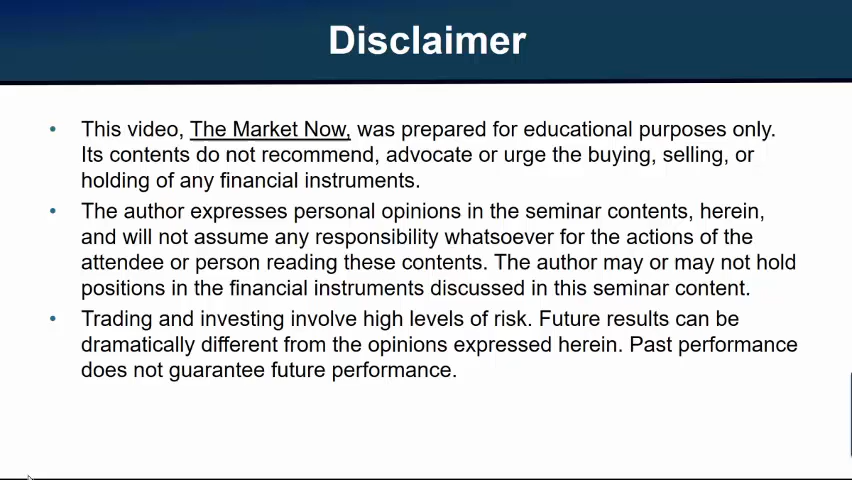 Disclaimer
• This video, The Market Now, was prepared for educational purposes only.
Its contents do not recommend, advocate or urge the buying, selling, or
holding of any financial instruments.
• The author expresses personal opinions in the seminar contents, herein,
and will not assume any responsibility whatsoever for the actions of the
attendee or person reading these contents. The author may or may not hold
positions in the financial instruments discussed in this seminar content.
• Trading and investing involve high levels of risk. Future results can be
dramatically different from the opinions expressed herein. Past performance
does not guarantee future performance.